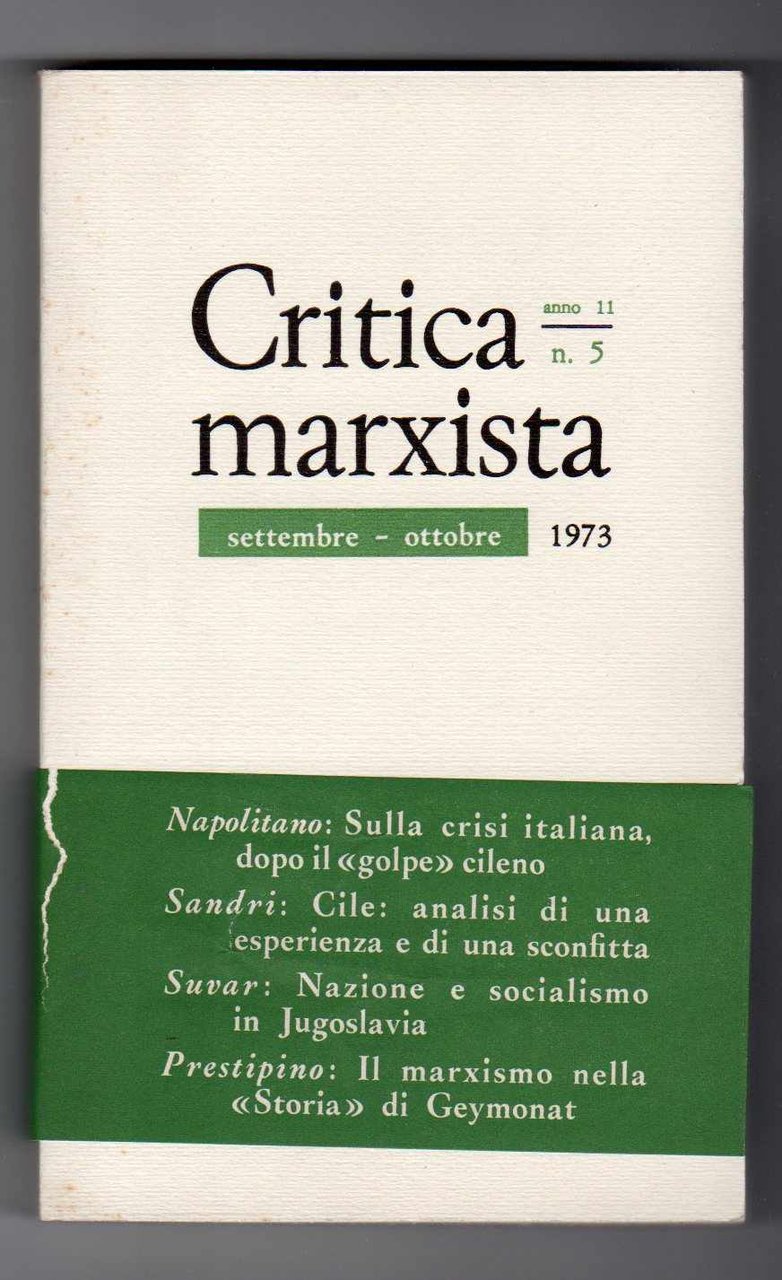 Critica
anno 11
n. 5
marxista
settembre - ottobre 1973
Napolitano: Sulla crisi italiana,
dopo il «golpe» cileno
Sandri: Cile: analisi di una
esperienza e di una sconfitta
Suvar: Nazione e socialismo
in Jugoslavia
Prestipino: Il marxismo nella
«Storia» di Geymonat